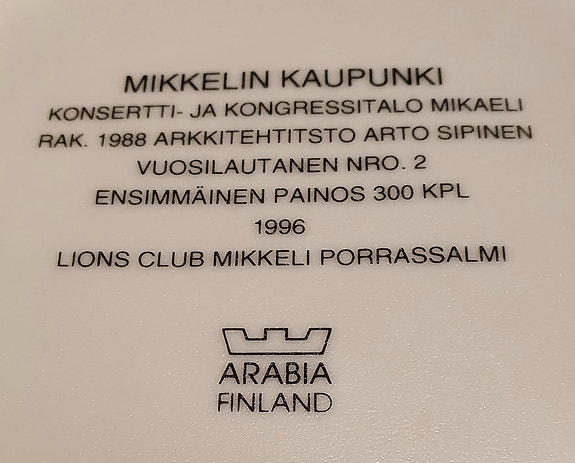 MIKKELIN KAUPUNKI
KONSERTTI- JA KONGRESSITALO MIKAELI
RAK. 1988 ARKKITEHTITSTO ARTO SIPINEN
VUOSILAUTANEN NRO. 2
ENSIMMÄINEN PAINOS 300 KPL
1996
LIONS CLUB MIKKELI PORRASSALMI
ARABIA
FINLAND